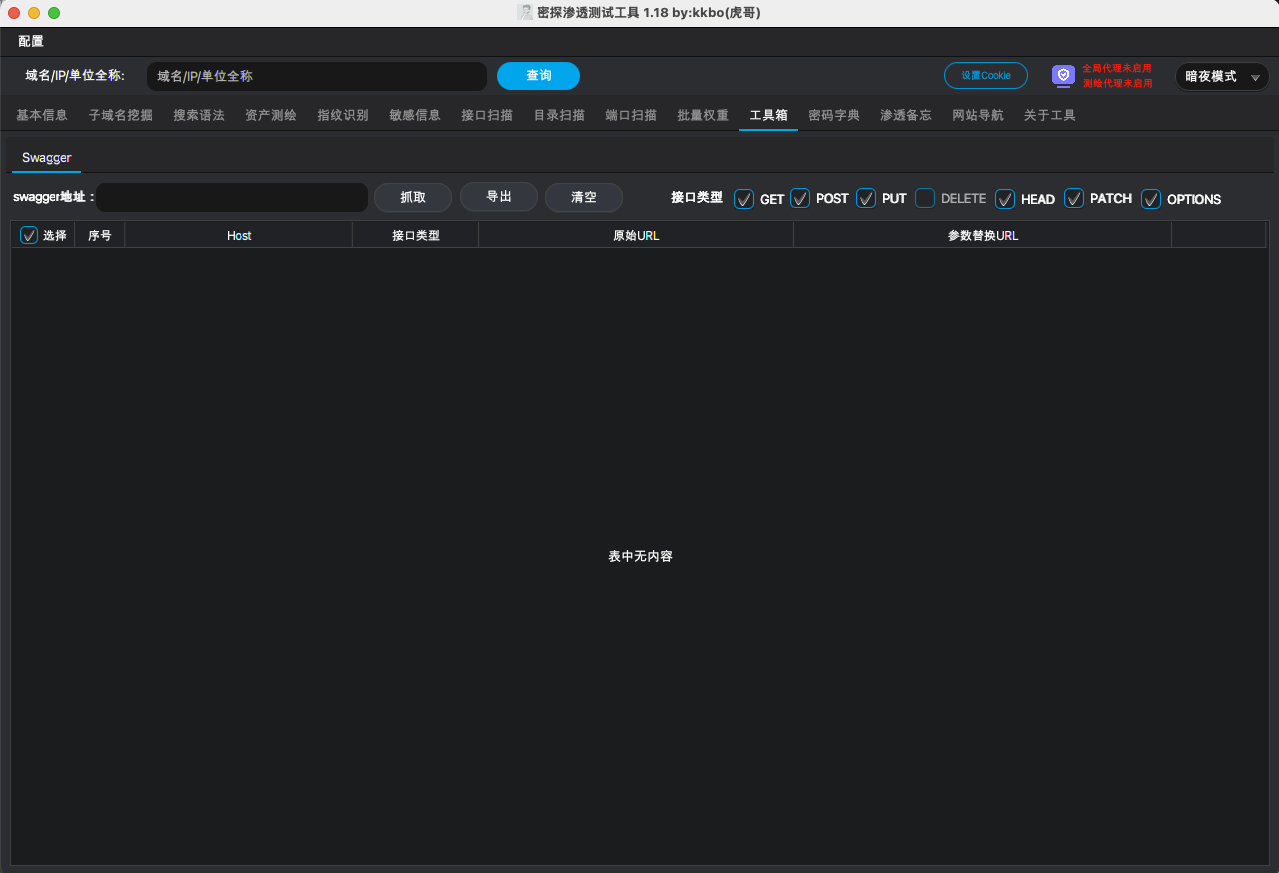 密探渗透测试工具 1.18 by:kkbo(虎哥)
配置
域名/IP/单位全称: 域名/IP/单位全称 查询 设置Cookie 全局代理未启用 暗夜模式
测绘代理未启用
基本信息 子域名挖掘 搜索语法 资产测绘 指纹识别 敏感信息 接口扫描 目录扫描 端口扫描 批量权重 工具箱 密码字典 渗透备忘 网站导航 关于工具
Swagger
swagger地址： 抓取 导出 清空 接口类型 GET POST PUT DELETE HEAD PATCH OPTIONS
选择 序号 Host 接口类型 原始URL 参数替换URL
表中无内容